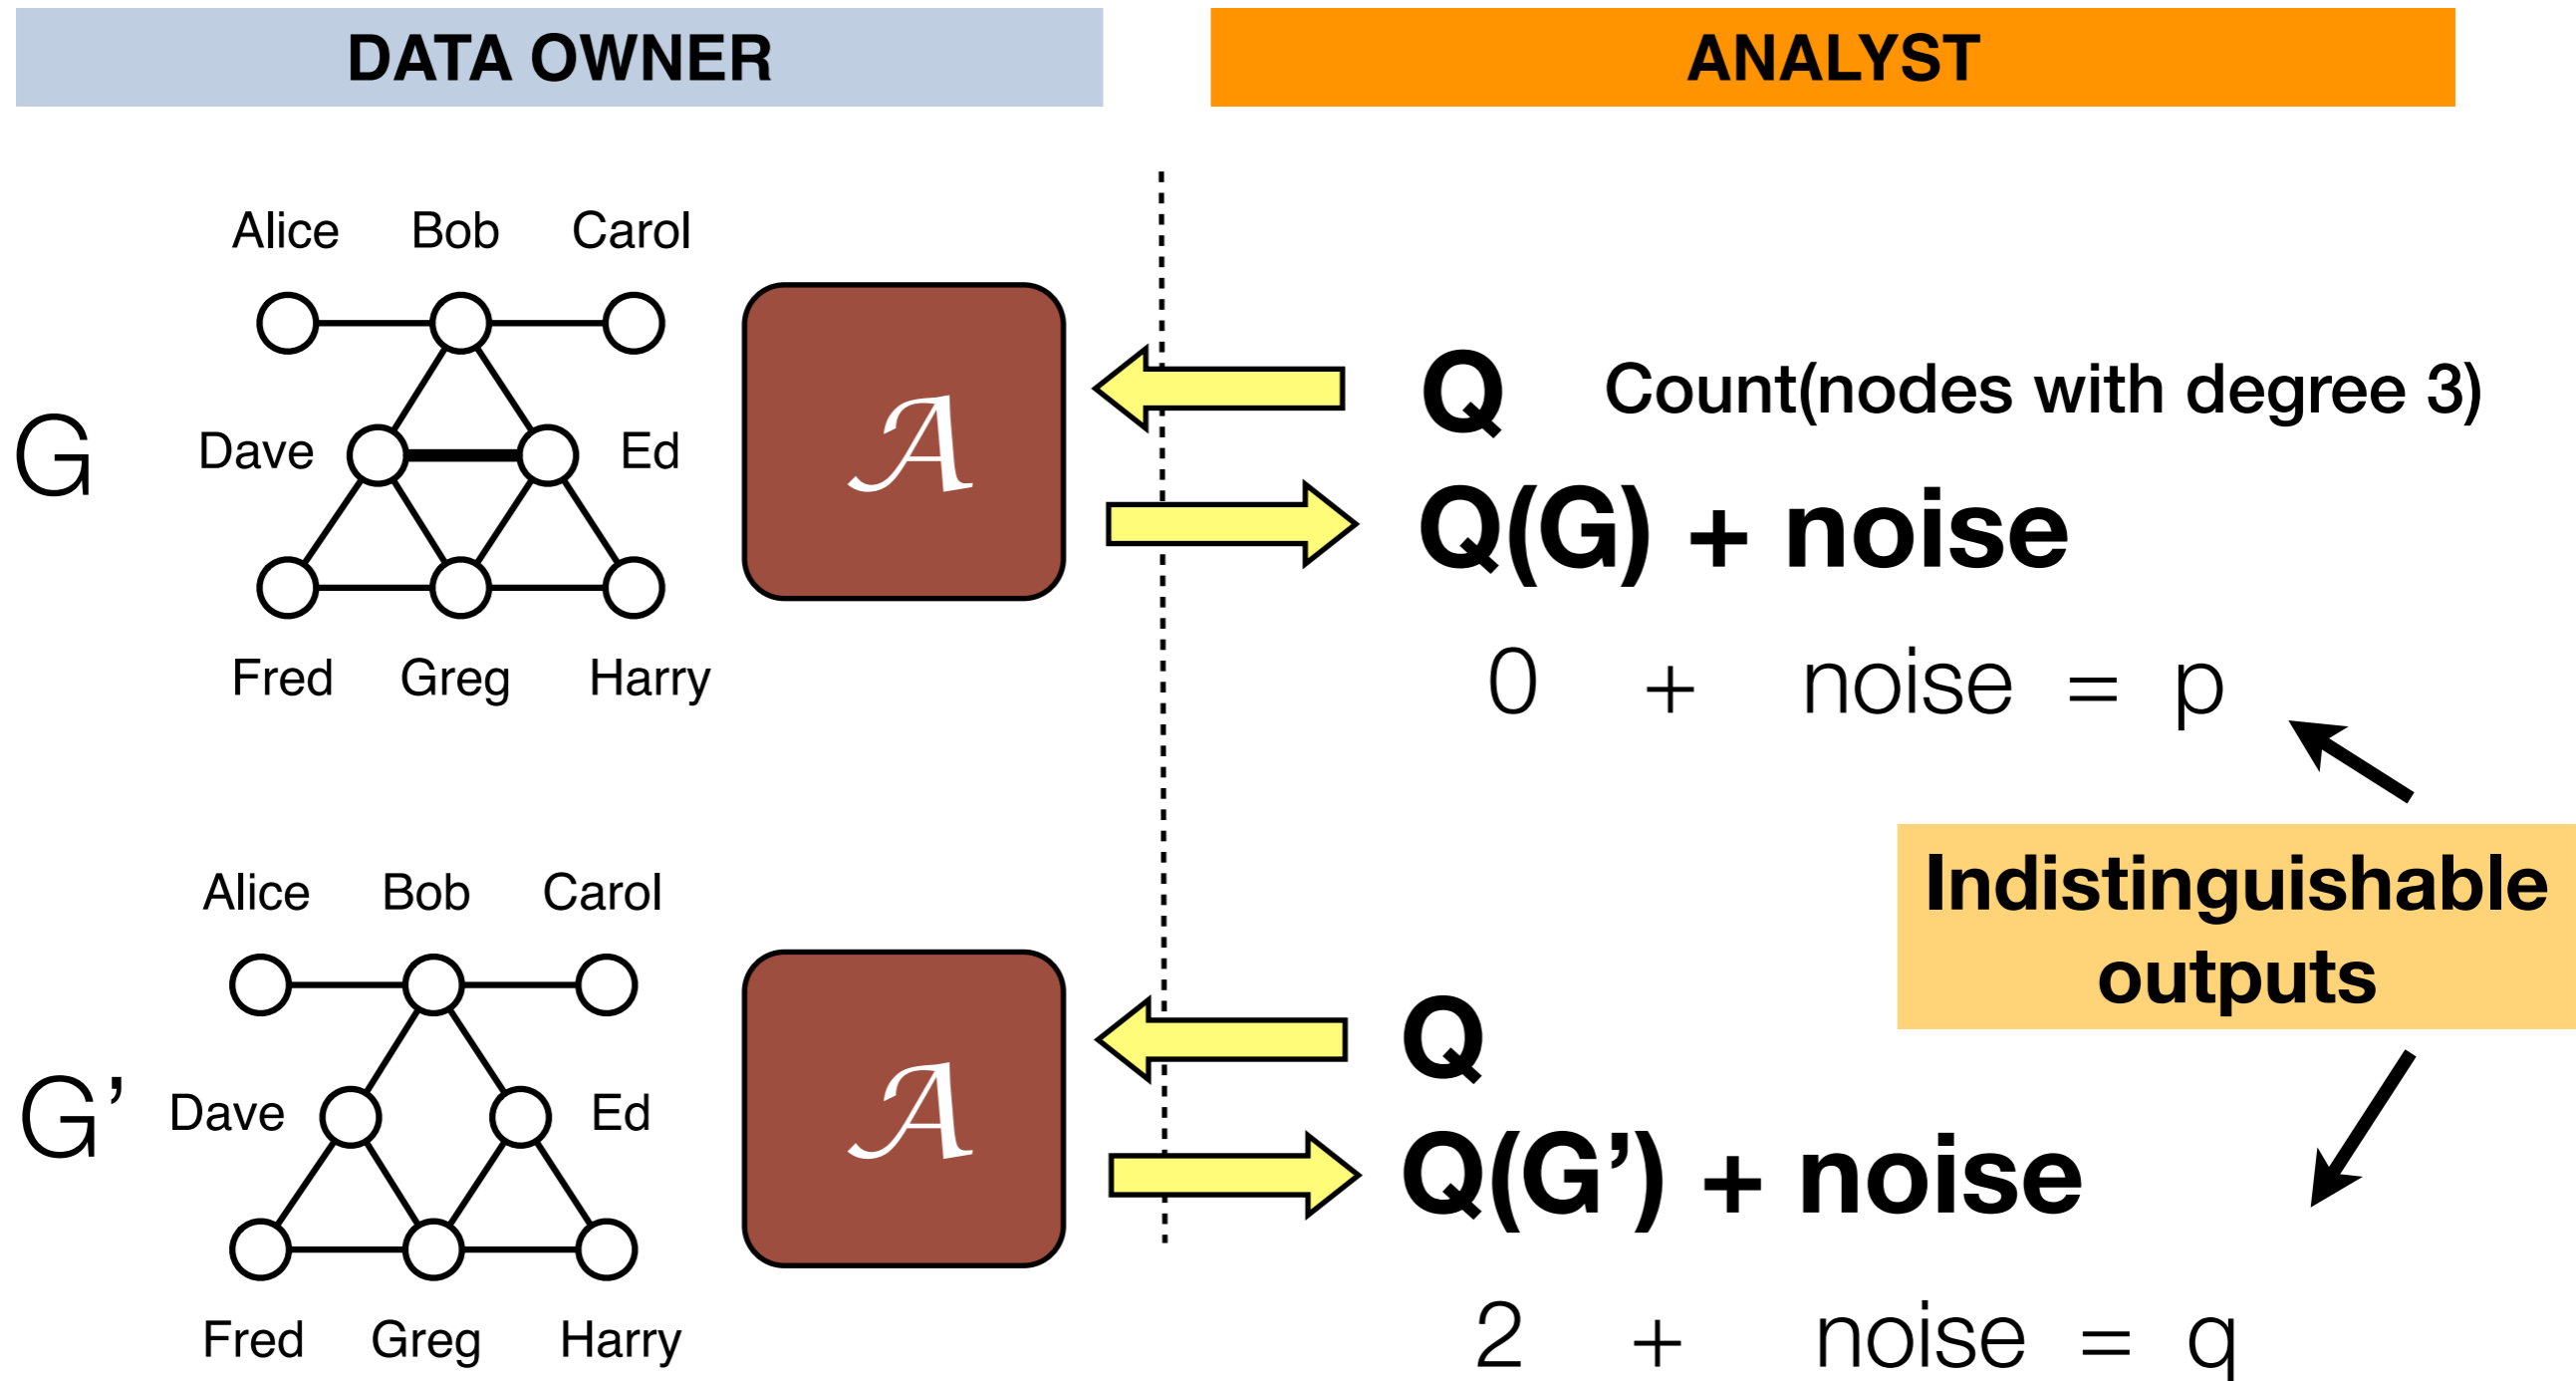 DATA OWNER
ANALYST
Alice Bob Carol
G
Dave Ed
Fred Greg Harry
𝒜
Q Count(nodes with degree 3)
Q(G) + noise
0 + noise = p
Indistinguishable
outputs
Alice Bob Carol
G’
Dave Ed
Fred Greg Harry
𝒜
Q
Q(G’) + noise
2 + noise = q